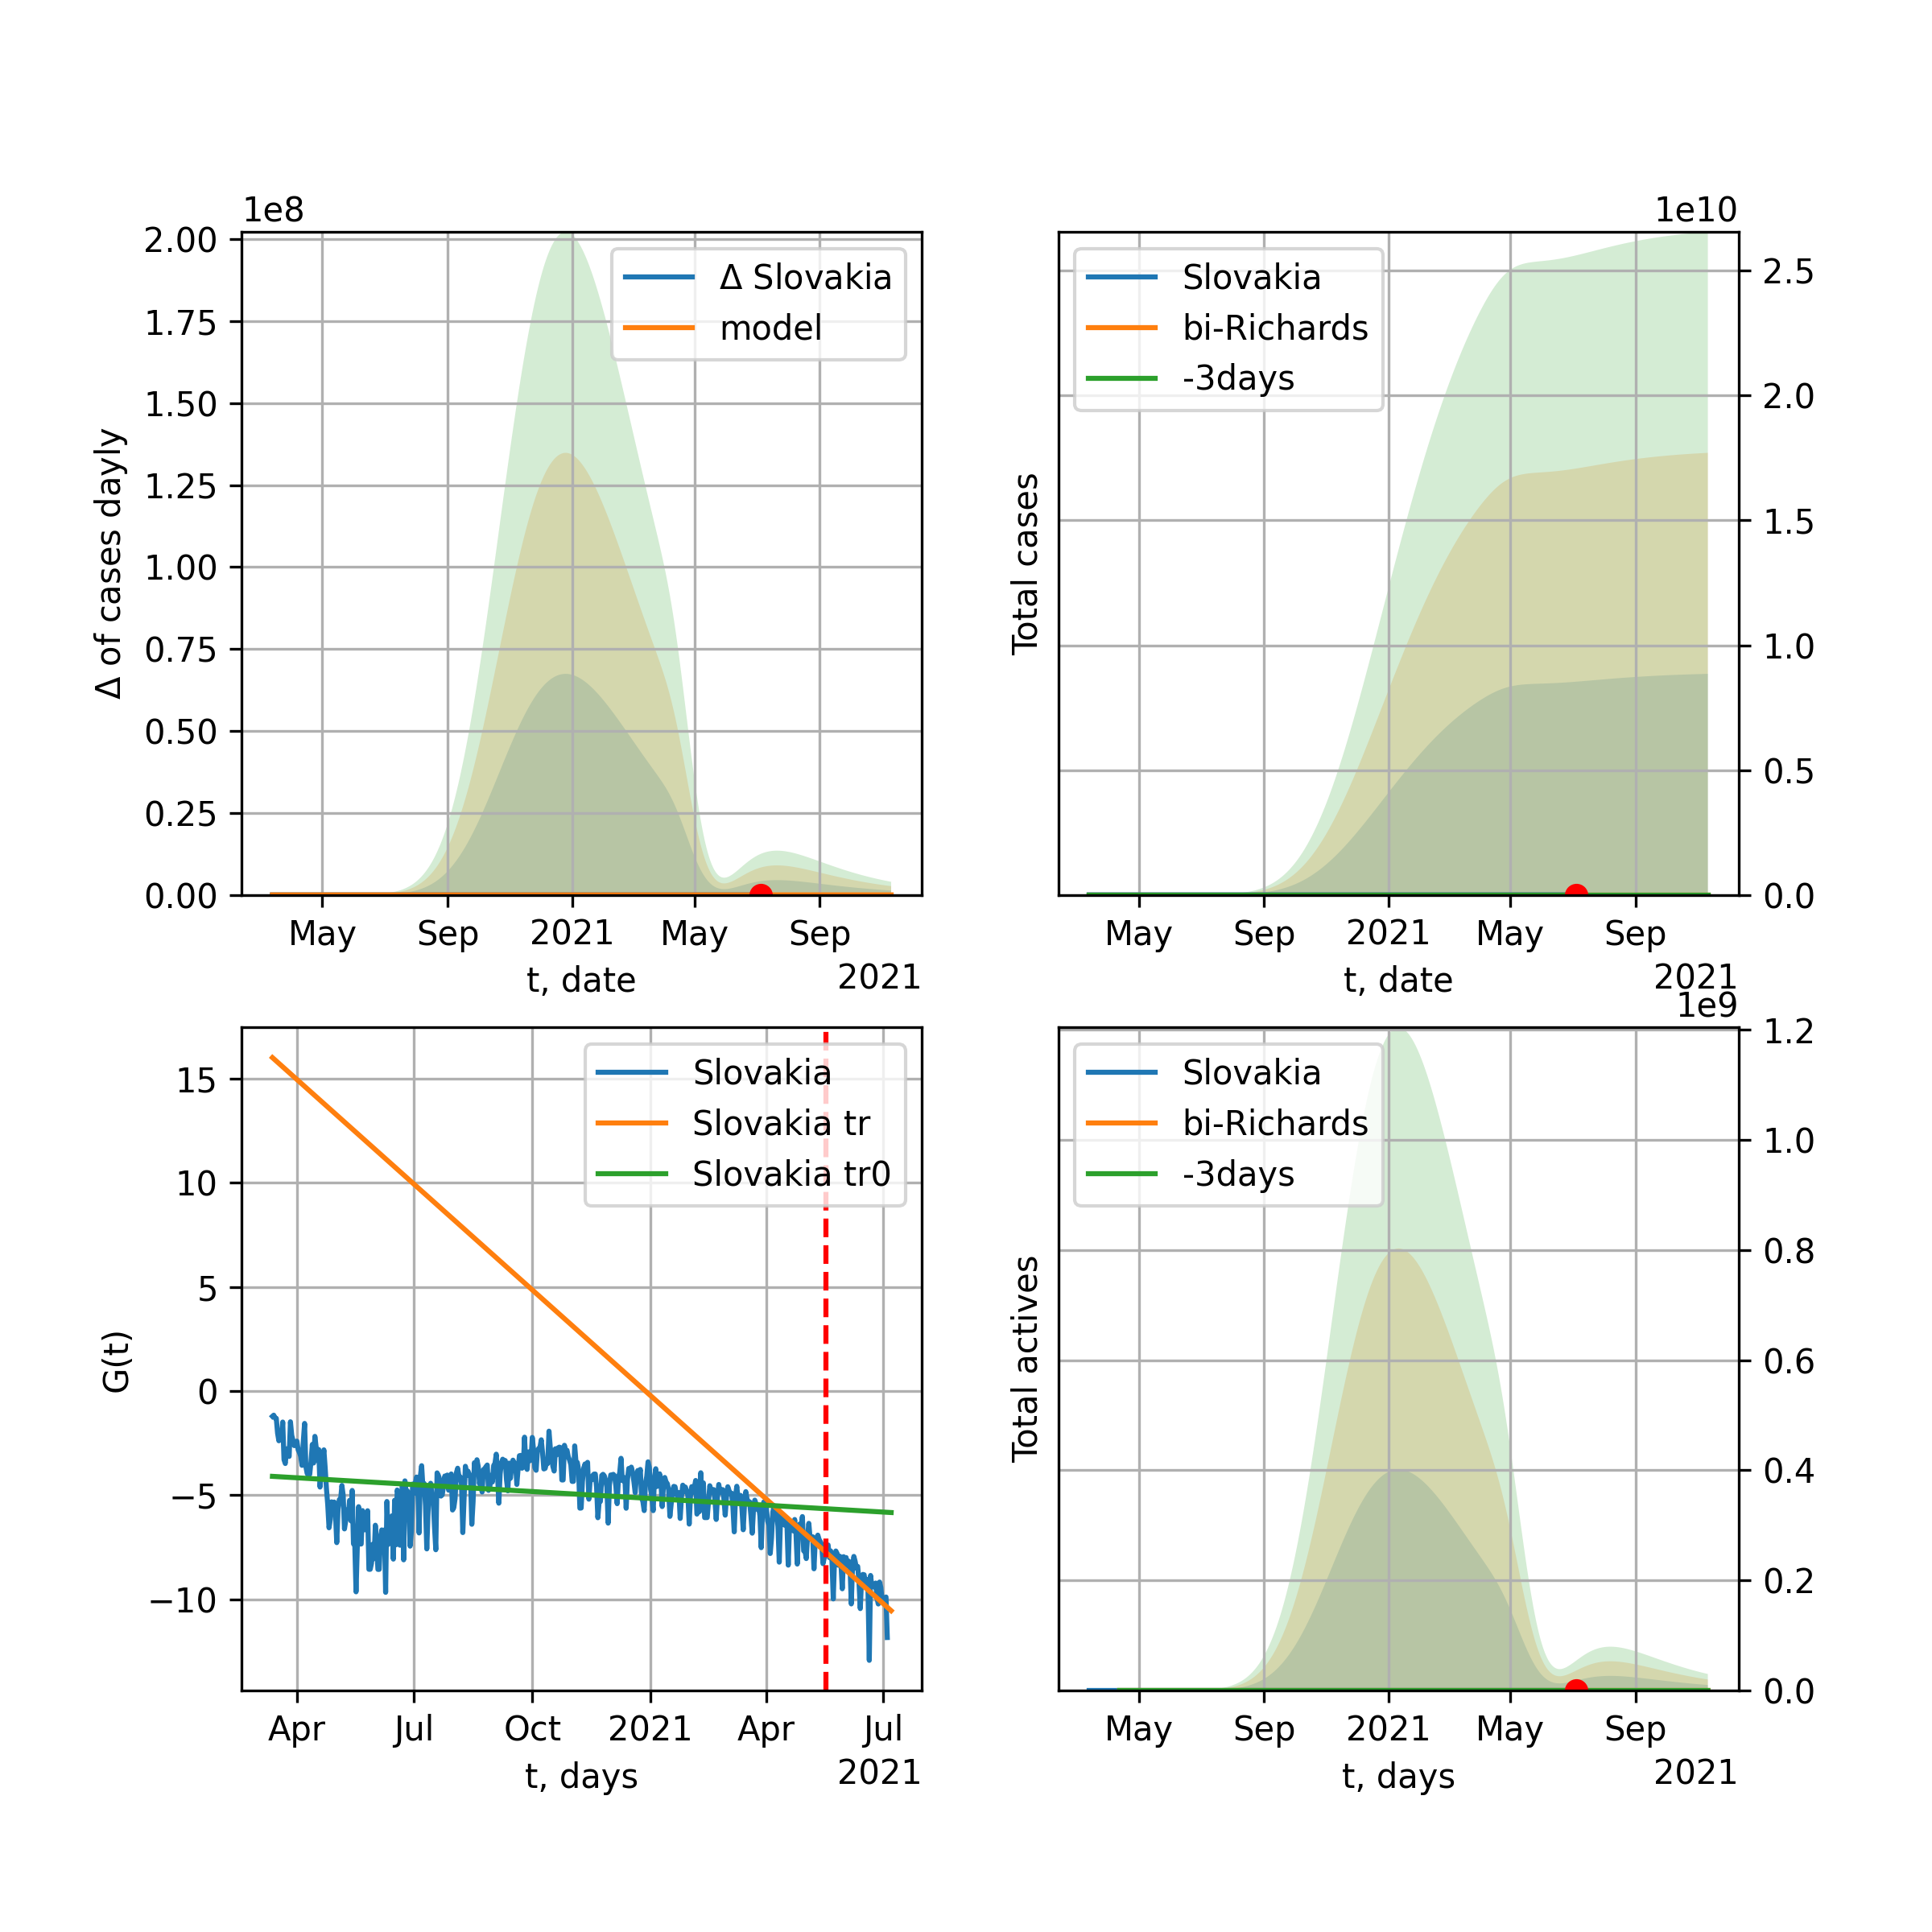 1e8
2.00
1.75
1.50
1.25
1.00
0.75
0.50
0.25
0.00
Δ of cases dayly
Δ Slovakia
model
May Sep 2021 May Sep
t, date
2021
1e10
2.5
2.0
1.5
1.0
0.5
0.0
Total cases
Slovakia
bi-Richards
-3days
May Sep 2021 May Sep
t, date
2021
15
10
5
0
−5
−10
G(t)
Slovakia
Slovakia tr
Slovakia tr0
Apr Jul Oct 2021 Apr Jul
t, days
2021
1e9
1.2
1.0
0.8
0.6
0.4
0.2
0.0
Total actives
Slovakia
bi-Richards
-3days
May Sep 2021 May Sep
t, days
2021